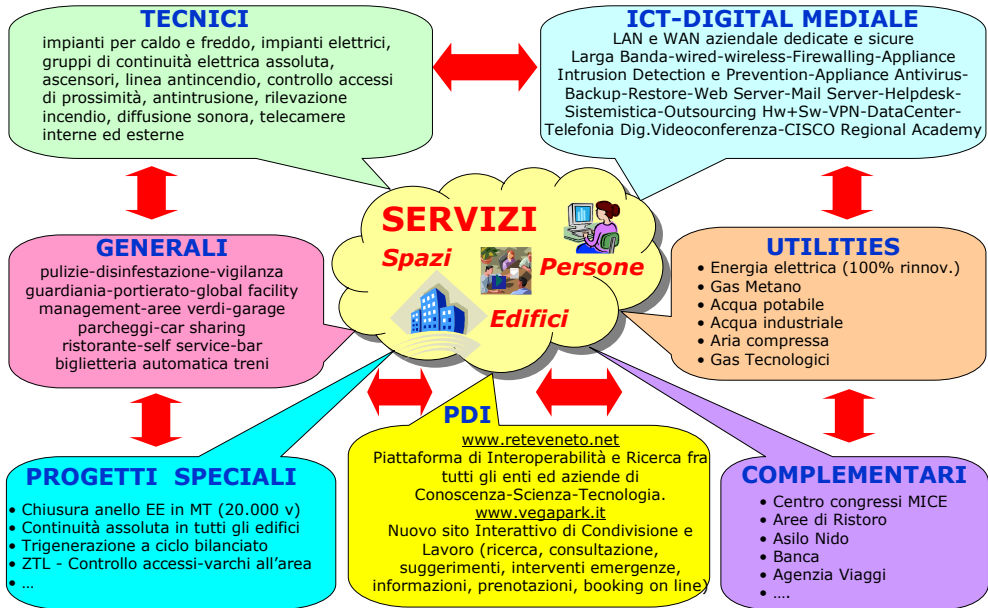 TECNICI
impianti per caldo e freddo, impianti elettrici,
gruppi di continuità elettrica assoluta,
ascensori, linea antincendio, controllo accessi
di prossimità, antintrusione, rilevazione
incendio, diffusione sonora, telecamere
interne ed esterne
ICT-DIGITAL MEDIALE
LAN e WAN aziendale dedicate e sicure
Larga Banda-wired-wireless-Firewalling-Appliance
Intrusion Detection e Prevention-Appliance Antivirus-
Backup-Restore-Web Server-Mail Server-Helpdesk-
Sistemistica-Outsourcing Hw+Sw-VPN-DataCenter-
Telefonia Dig.Videoconferenza-CISCO Regional Academy
SERVIZI
Spazi
Persone
Edifici
GENERALI
pulizie-disinfestazione-vigilanza
guardiania-portierato-global facility
management-aree verdi-garage
parcheggi-car sharing
ristorante-self service-bar
biglietteria automatica treni
UTILITIES
• Energia elettrica (100% rinnov.)
• Gas Metano
• Acqua potabile
• Acqua industriale
• Aria compressa
• Gas Tecnologici
PROGETTI SPECIALI
• Chiusura anello EE in MT (20.000 v)
• Continuità assoluta in tutti gli edifici
• Trigenerazione a ciclo bilanciato
• ZTL - Controllo accessi-varchi all'area
• …
PDI
www.reteveneto.net
Piattaforma di Interoperabilità e Ricerca fra
tutti gli enti ed aziende di
Conoscenza-Scienza-Tecnologia.
www.vegapark.it
Nuovo sito Interattivo di Condivisione e
Lavoro (ricerca, consultazione,
suggerimenti, interventi emergenze,
informazioni, prenotazioni, booking on line)
COMPLEMENTARI
• Centro congressi MICE
• Aree di Ristoro
• Asilo Nido
• Banca
• Agenzia Viaggi
• ….